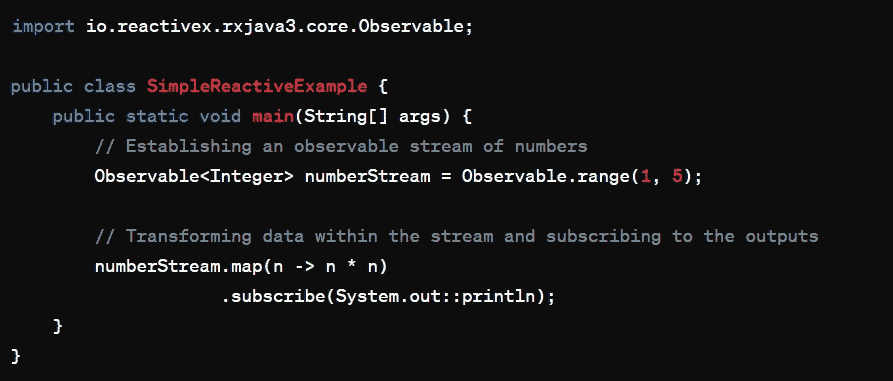 import io.reactivex.rxjava3.core.Observable;
public class SimpleReactiveExample {
    public static void main(String[] args) {
        // Establishing an observable stream of numbers
        Observable<Integer> numberStream = Observable.range(1, 5);
        // Transforming data within the stream and subscribing to the outputs
        numberStream.map(n -> n * n)
                    .subscribe(System.out::println);
    }
}